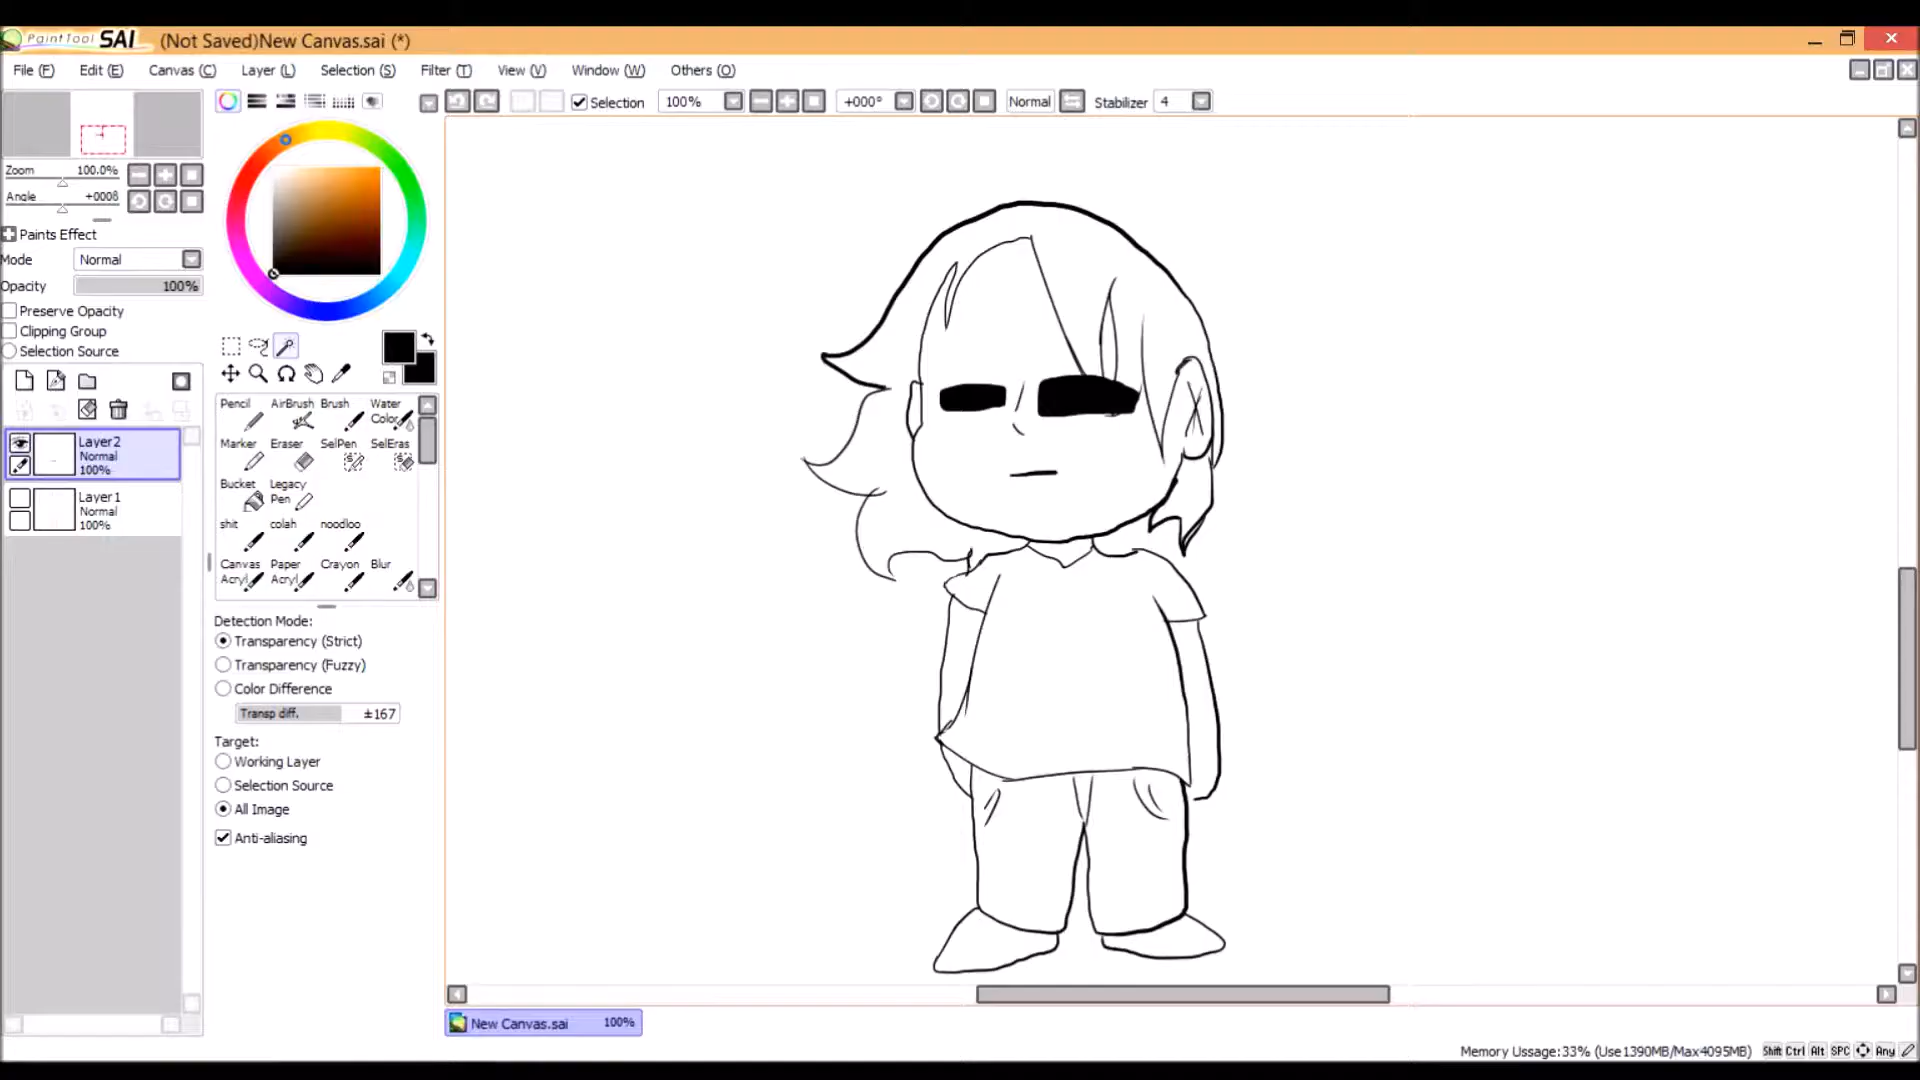 PaintTool SAI (Not Saved)New Canvas.sai (*)
File (F) Edit (E) Canvas (C) Layer (L) Selection (S) Filter (T) View (V) Window (W) Others (O)
Selection 100% +000° Normal Stabilizer 4
Zoom 100.0%
Angle +000ß
Paints Effect
Mode Normal
Opacity 100%
Preserve Opacity
Clipping Group
Selection Source
Layer2
Normal
100%
Layer1
Normal
100%
Pencil AirBrush Brush Water
Color
Marker Eraser SelPen SelEras
Bucket Legacy
Pen
shit colah noodloo
Canvas Paper Crayon Blur
Acryl Acryl
Detection Mode:
Transparency (Strict)
Transparency (Fuzzy)
Color Difference
Transp diff. ±167
Target:
Working Layer
Selection Source
All Image
Anti-aliasing
New Canvas.sai 100%
Memory Ussage:33% (Use1390MB/Max4095MB) Shift Ctrl Alt SPC Any